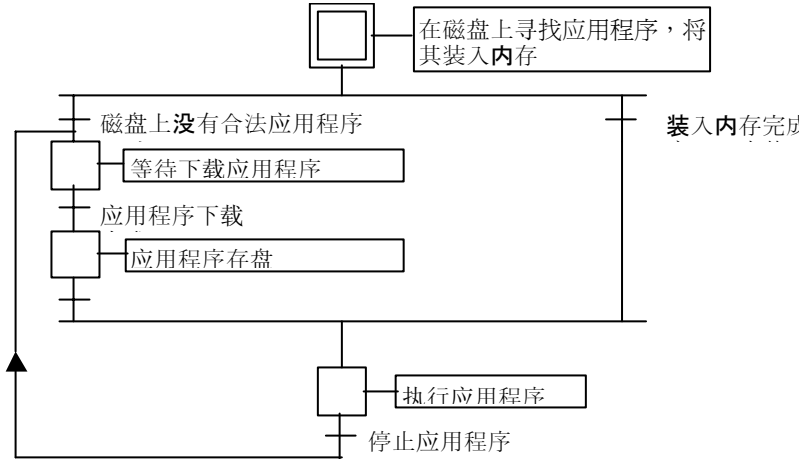 在磁盘上寻找应用程序，将
其装入内存
磁盘上没有合法应用程序
装入内存完成
等待下载应用程序
应用程序下载
应用程序存盘
执行应用程序
停止应用程序